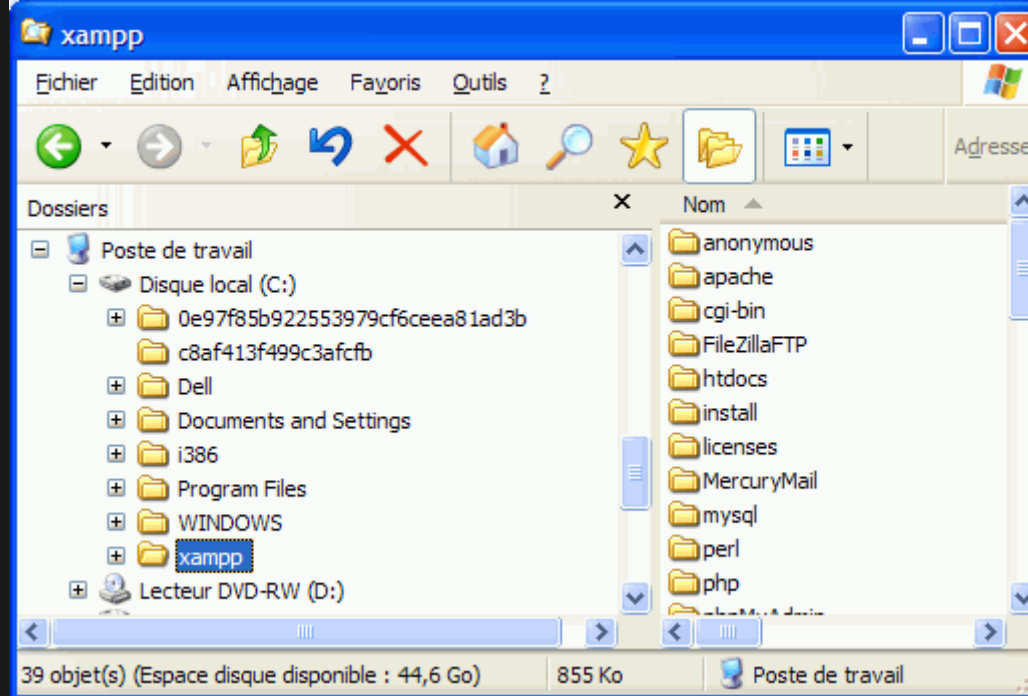 xampp
Fichier Edition Affichage Favoris Outils ?
Adresse
Dossiers
Nom
Poste de travail
Disque local (C:)
0e97f85b922553979cf6ceea81ad3b
c8af413f499c3afcfb
Dell
Documents and Settings
i386
Program Files
WINDOWS
xampp
Lecteur DVD-RW (D:)
anonymous
apache
cgi-bin
FileZillaFTP
htdocs
install
licenses
MercuryMail
mysql
perl
php
phpMyAdmin
39 objet(s) (Espace disque disponible : 44,6 Go) 855 Ko Poste de travail